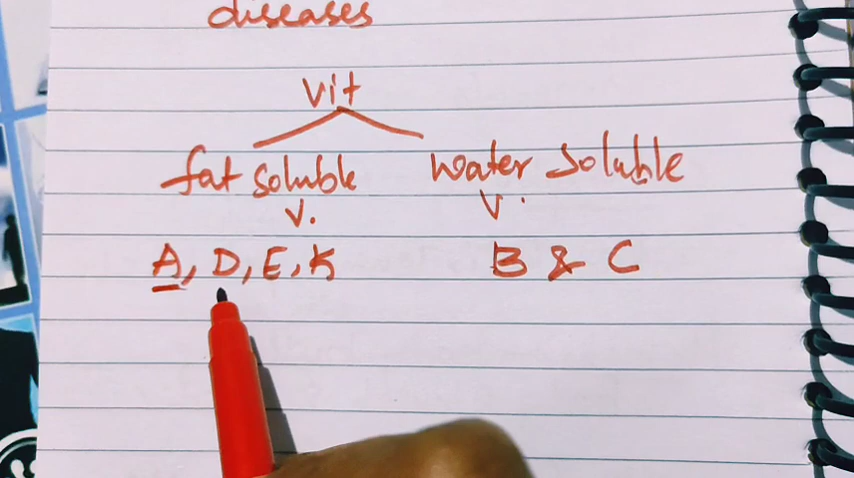 diseases
vit
fat soluble water soluble
v. v.
A, D, E, K B & C